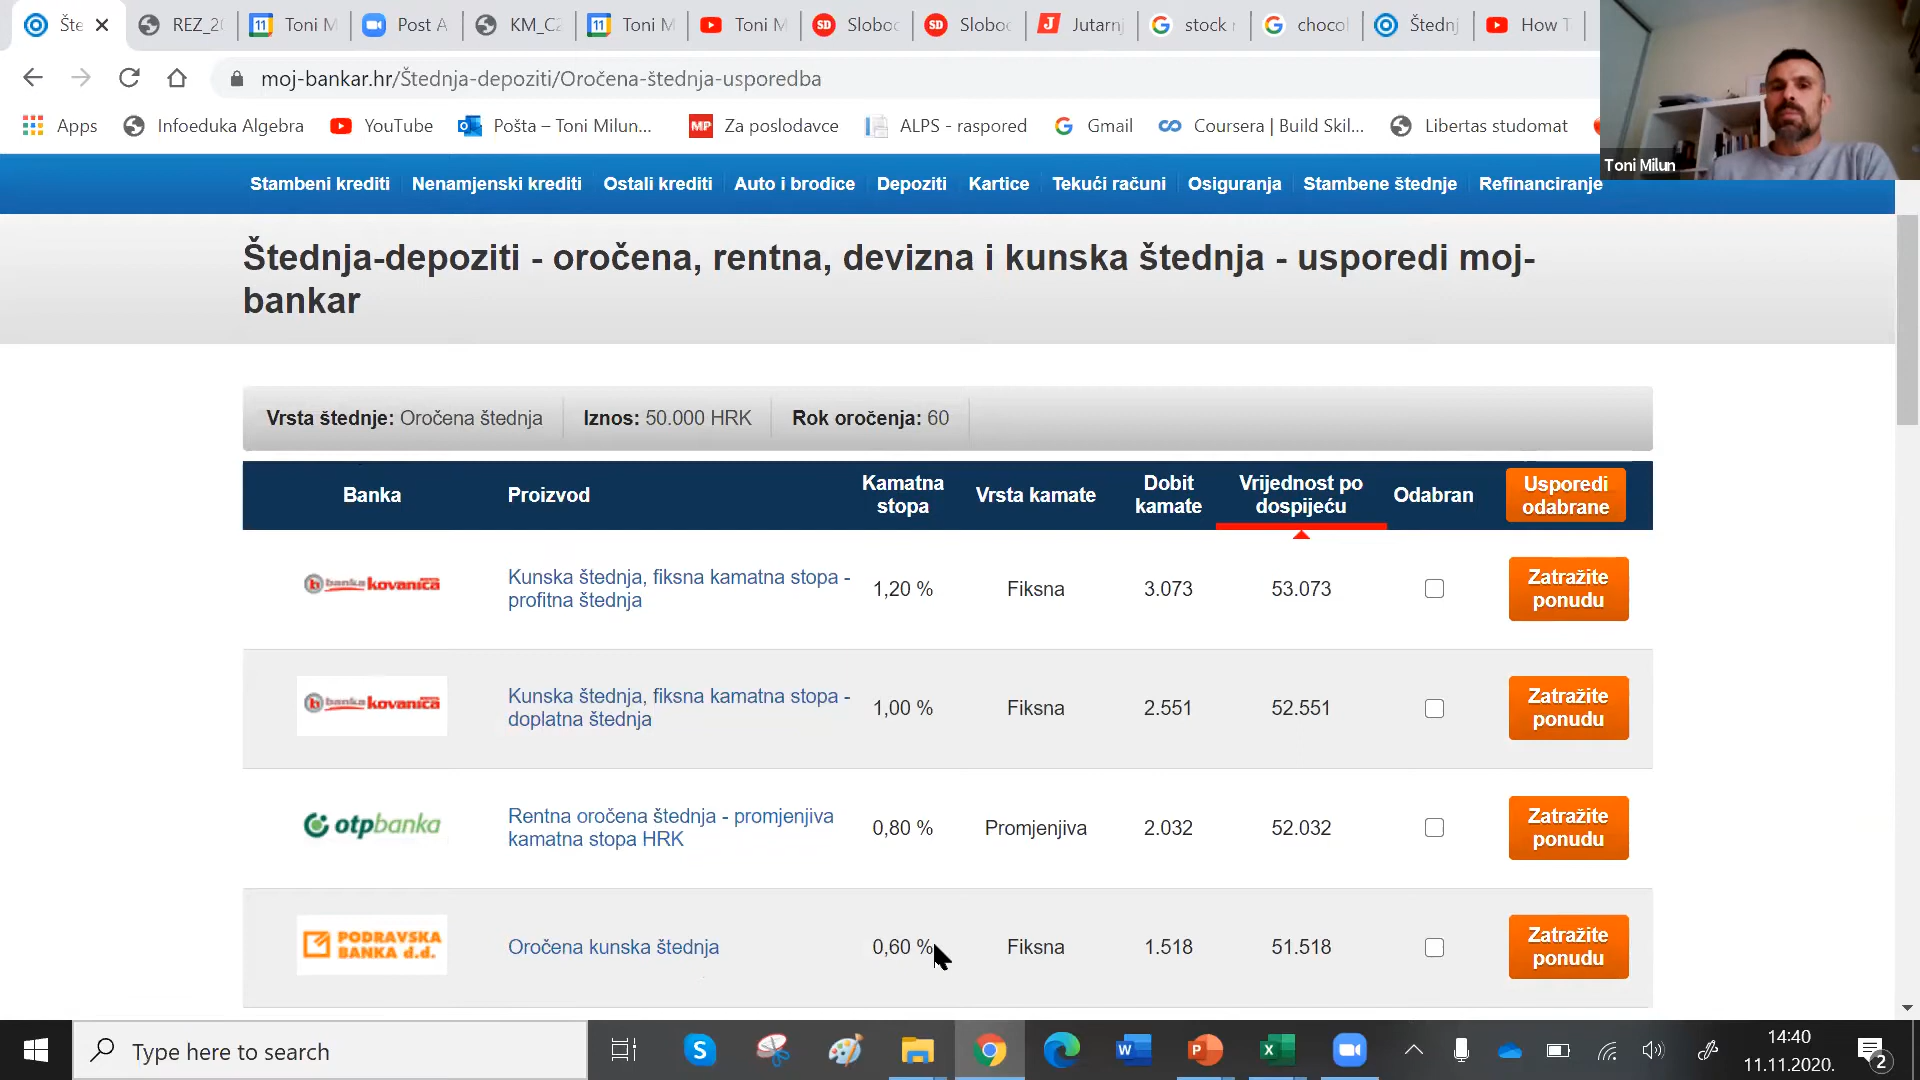 Šte
REZ_20
Toni M
Post A
KM_C2
Toni M
Toni M
Slobo
Slobo
Jutarnj
stock
choco
Štednj
How T
moj-bankar.hr/Štednja-depoziti/Oročena-štednja-usporedba
Apps
Infoeduka Algebra
YouTube
Pošta – Toni Milun...
MP Za poslodavce
ALPS - raspored
Gmail
Coursera | Build Skil...
Libertas studomat
Toni Milun
Stambeni krediti
Nenamjenski krediti
Ostali krediti
Auto i brodice
Depoziti
Kartice
Tekući računi
Osiguranja
Stambene štednje
Refinanciranje
Štednja-depoziti - oročena, rentna, devizna i kunska štednja - usporedi moj-
bankar
Vrsta štednje: Oročena štednja
Iznos: 50.000 HRK
Rok oročenja: 60
Banka
Proizvod
Kamatna
stopa
Vrsta kamate
Dobit
kamate
Vrijednost po
dospijeću
Odabran
Usporedi
odabrane
banka kovanica
Kunska štednja, fiksna kamatna stopa -
profitna štednja
1,20 %
Fiksna
3.073
53.073
Zatražite
ponudu
banka kovanica
Kunska štednja, fiksna kamatna stopa -
doplatna štednja
1,00 %
Fiksna
2.551
52.551
Zatražite
ponudu
otpbanka
Rentna oročena štednja - promjenjiva
kamatna stopa HRK
0,80 %
Promjenjiva
2.032
52.032
Zatražite
ponudu
PODRAVSKA
BANKA d.d.
Oročena kunska štednja
0,60 %
Fiksna
1.518
51.518
Zatražite
ponudu
Type here to search
14:40
11.11.2020.
2